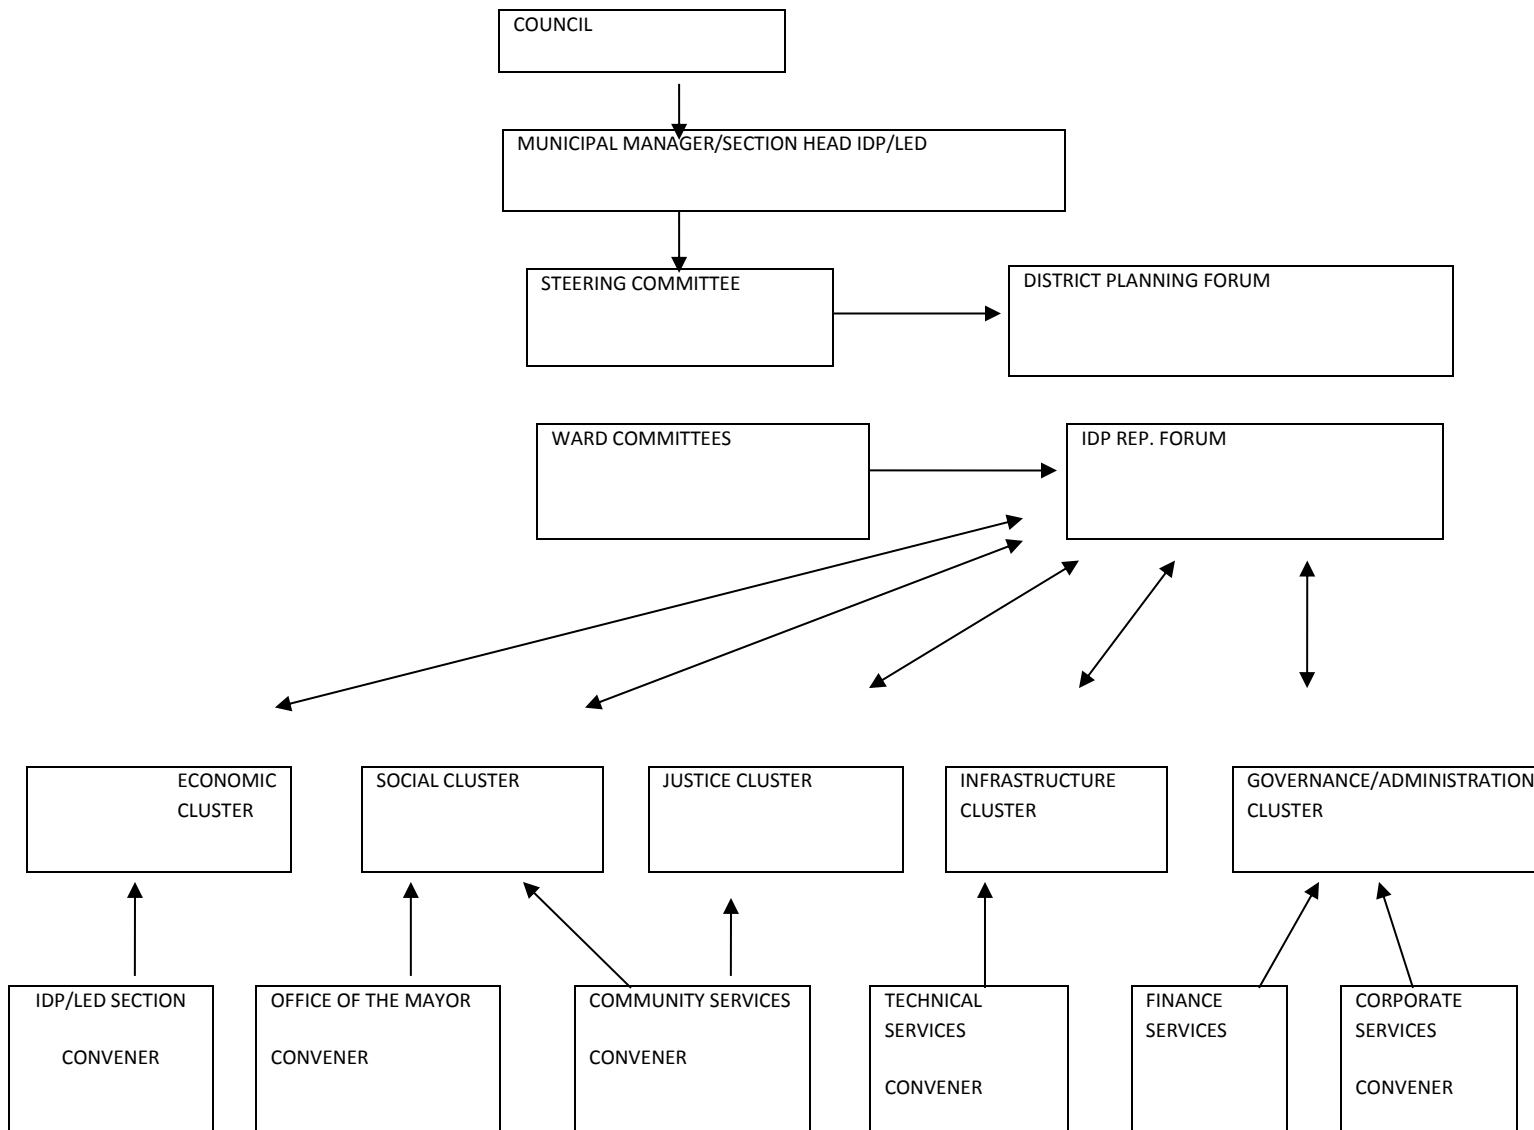 COUNCIL
MUNICIPAL MANAGER/SECTION HEAD IDP/LED
STEERING COMMITTEE
DISTRICT PLANNING FORUM
WARD COMMITTEES
IDP REP. FORUM
ECONOMIC
CLUSTER
SOCIAL CLUSTER
JUSTICE CLUSTER
INFRASTRUCTURE
CLUSTER
GOVERNANCE/ADMINISTRATION
CLUSTER
IDP/LED SECTION
CONVENER
OFFICE OF THE MAYOR
CONVENER
COMMUNITY SERVICES
CONVENER
TECHNICAL
SERVICES
CONVENER
FINANCE
SERVICES
CORPORATE
SERVICES
CONVENER